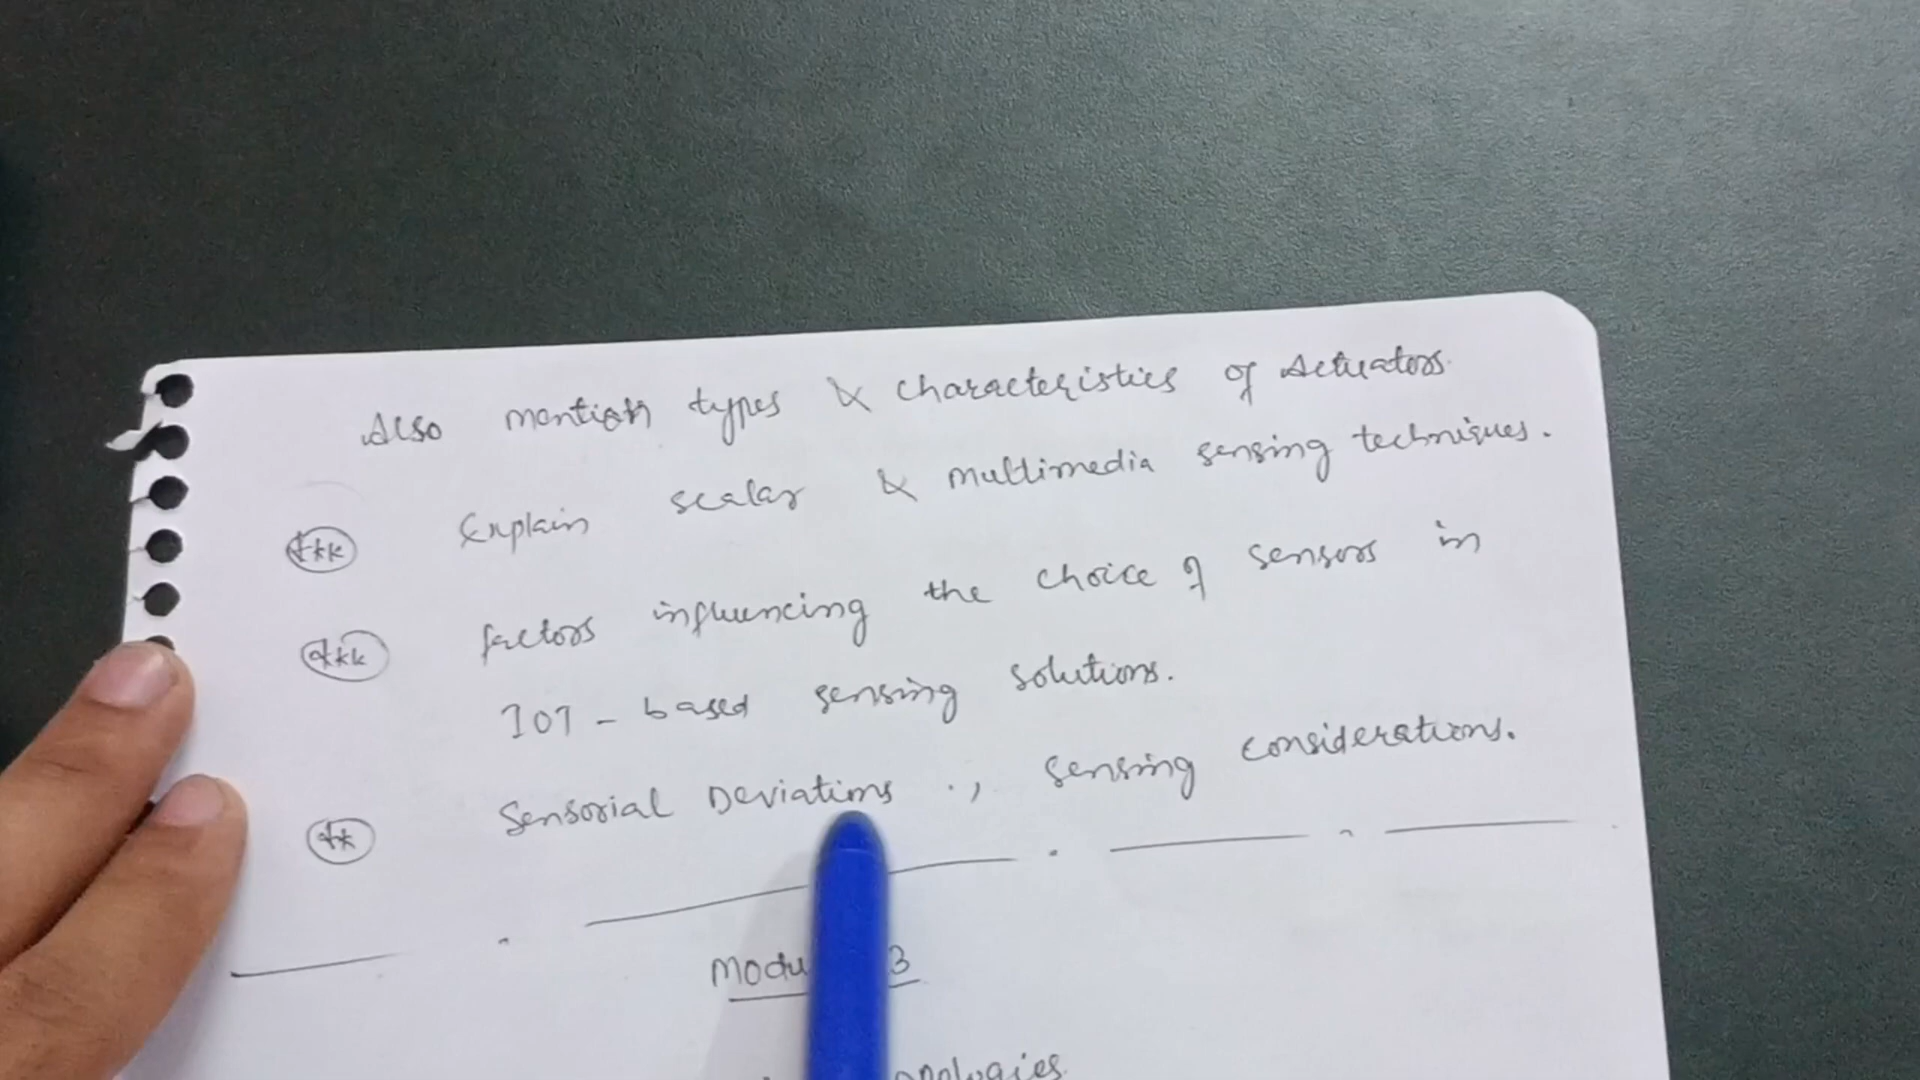 Also mention types & characteristics of Actuators.
*** Explain scalar & multimedia sensing techniques.
*** factors influencing the choice of sensors in
IOT - based sensing solutions.
** Sensorial Deviations ., sensing considerations.
3